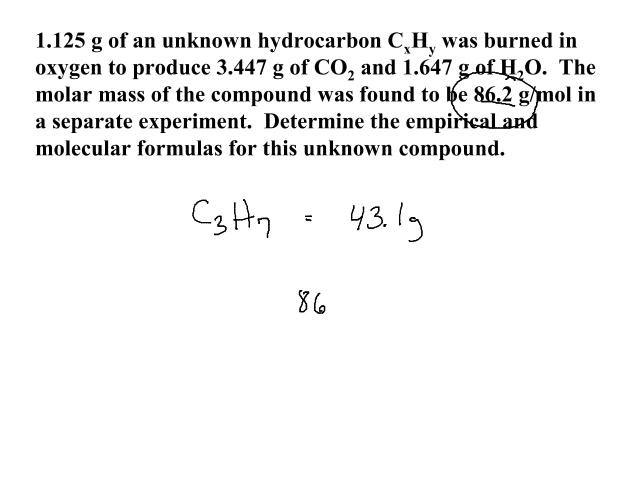 1.125 g of an unknown hydrocarbon CxHy was burned in
oxygen to produce 3.447 g of CO2 and 1.647 g of H2O. The
molar mass of the compound was found to be 86.2 g/mol in
a separate experiment. Determine the empirical and
molecular formulas for this unknown compound.
C3H7 = 43.1g
86